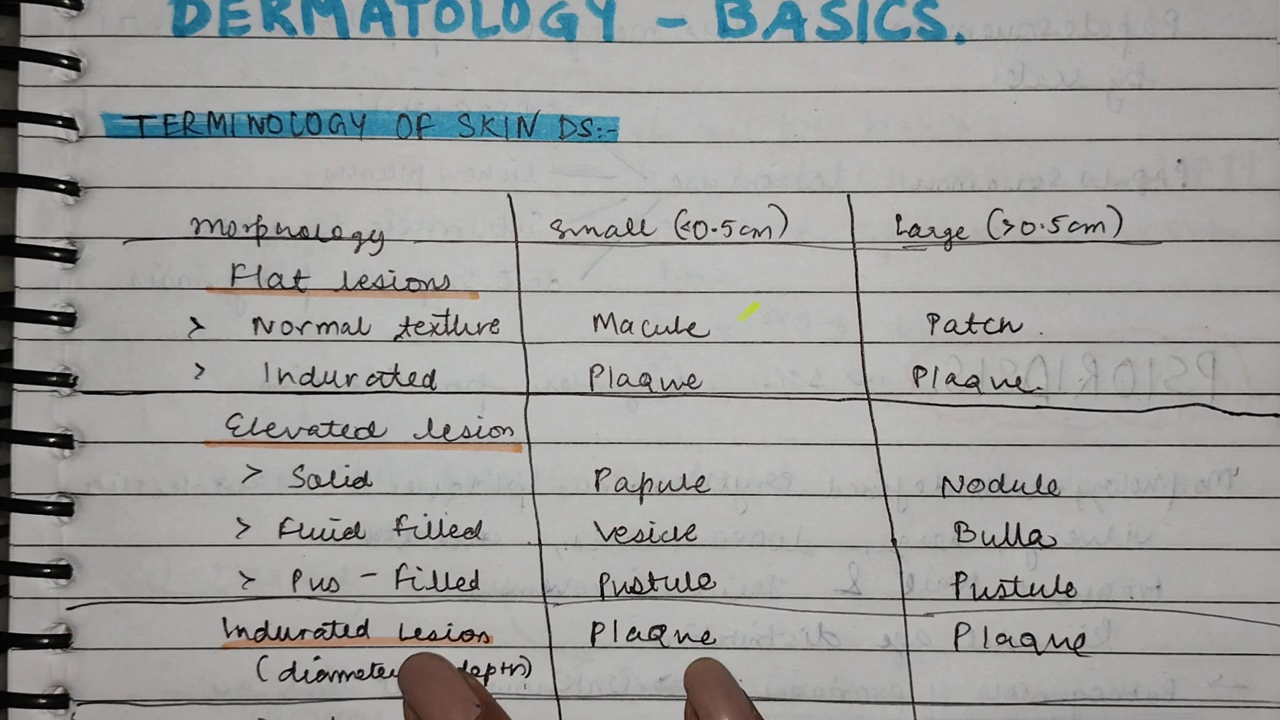 DERMATOLOGY - BASICS.
TERMINOLOGY OF SKIN DS:-
Morphology Small (<0.5cm) Large (>0.5cm)
Flat lesions
> Normal texture Macule Patch.
> Indurated Plaque Plaque.
Elevated lesion
> Solid Papule Nodule
> Fluid filled Vesicle Bulla
> Pus - filled Pustule Pustule
Indurated lesion Plaque Plaque
(diameter depth)